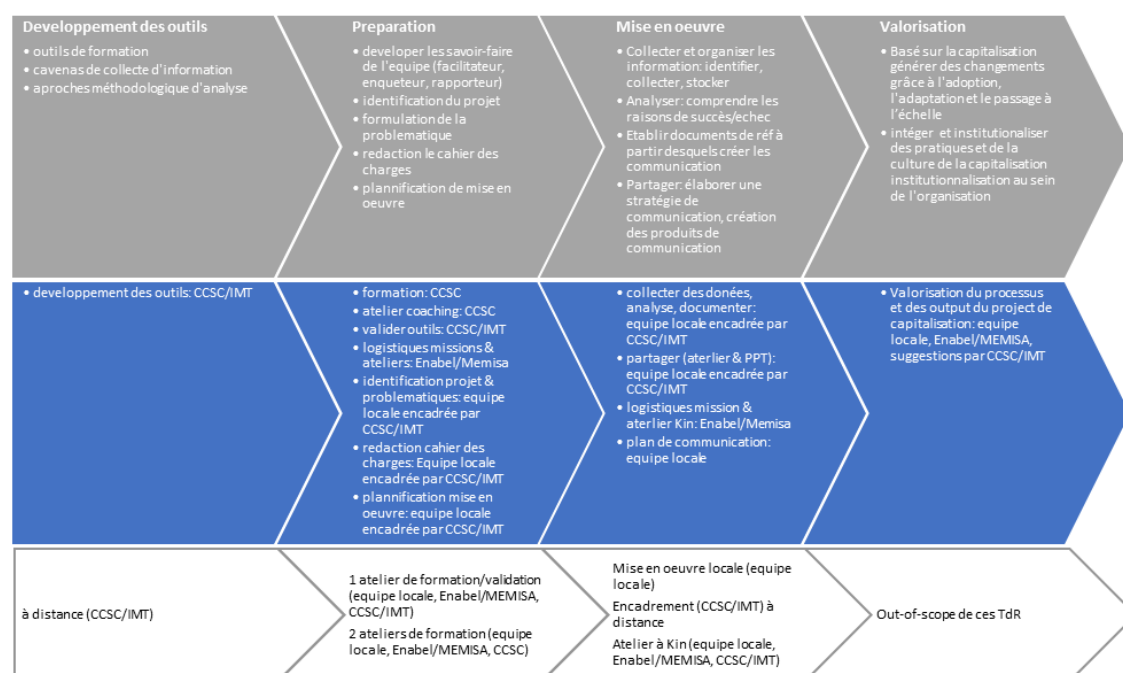 Developpement des outils
• outils de formation
• cavenas de collecte d'information
• aproches méthodologique d'analyse
Preparation
• developer les savoir-faire
de l'equipe (facilitateur,
enqueteur, rapporteur)
• identification du projet
• formulation de la
problematique
• redaction le cahier des
charges
• plannification de mise en
oeuvre
Mise en oeuvre
• Collecter et organiser les
information: identifier,
collecter, stocker
• Analyser: comprendre les
raisons de succès/echec
• Etablir documents de réf à
partir desquels créer les
communication
• Partager: élaborer une
stratégie de
communication, création
des produits de
communication
Valorisation
• Basé sur la capitalisation
générer des changements
grâce à l'adoption,
l'adaptation et le passage à
l'échelle
• intéger et institutionaliser
des pratiques et de la
culture de la capitalisation
institutionnalisation au sein
de l'organisation
• developpement des outils: CCSC/IMT
• formation: CCSC
• atelier coaching: CCSC
• valider outils: CCSC/IMT
• logistiques missions &
ateliers: Enabel/Memisa
• identification projet &
problematiques: equipe
locale encadrée par
CCSC/IMT
• redaction cahier des
charges: Equipe locale
encadrée par CCSC/IMT
• plannification mise en
oeuvre: equipe locale
encadrée par CCSC/IMT
• collecter des donées,
analyse, documenter:
equipe locale encadrée par
CCSC/IMT
• partager (aterlier & PPT):
equipe locale encadrée par
CCSC/IMT
• logistiques mission &
aterlier Kin: Enabel/Memisa
• plan de communication:
equipe locale
• Valorisation du processus
et des output du project de
capitalisation: equipe
locale, Enabel/MEMISA,
suggestions par CCSC/IMT
à distance (CCSC/IMT)
1 atelier de formation/validation
(equipe locale, Enabel/MEMISA,
CCSC/IMT)
2 ateliers de formation (equipe
locale, Enabel/MEMISA, CCSC)
Mise en oeuvre locale (equipe
locale)
Encadrement (CCSC/IMT) à
distance
Atelier à Kin (equipe locale,
Enabel/MEMISA, CCSC/IMT)
Out-of-scope de ces TdR